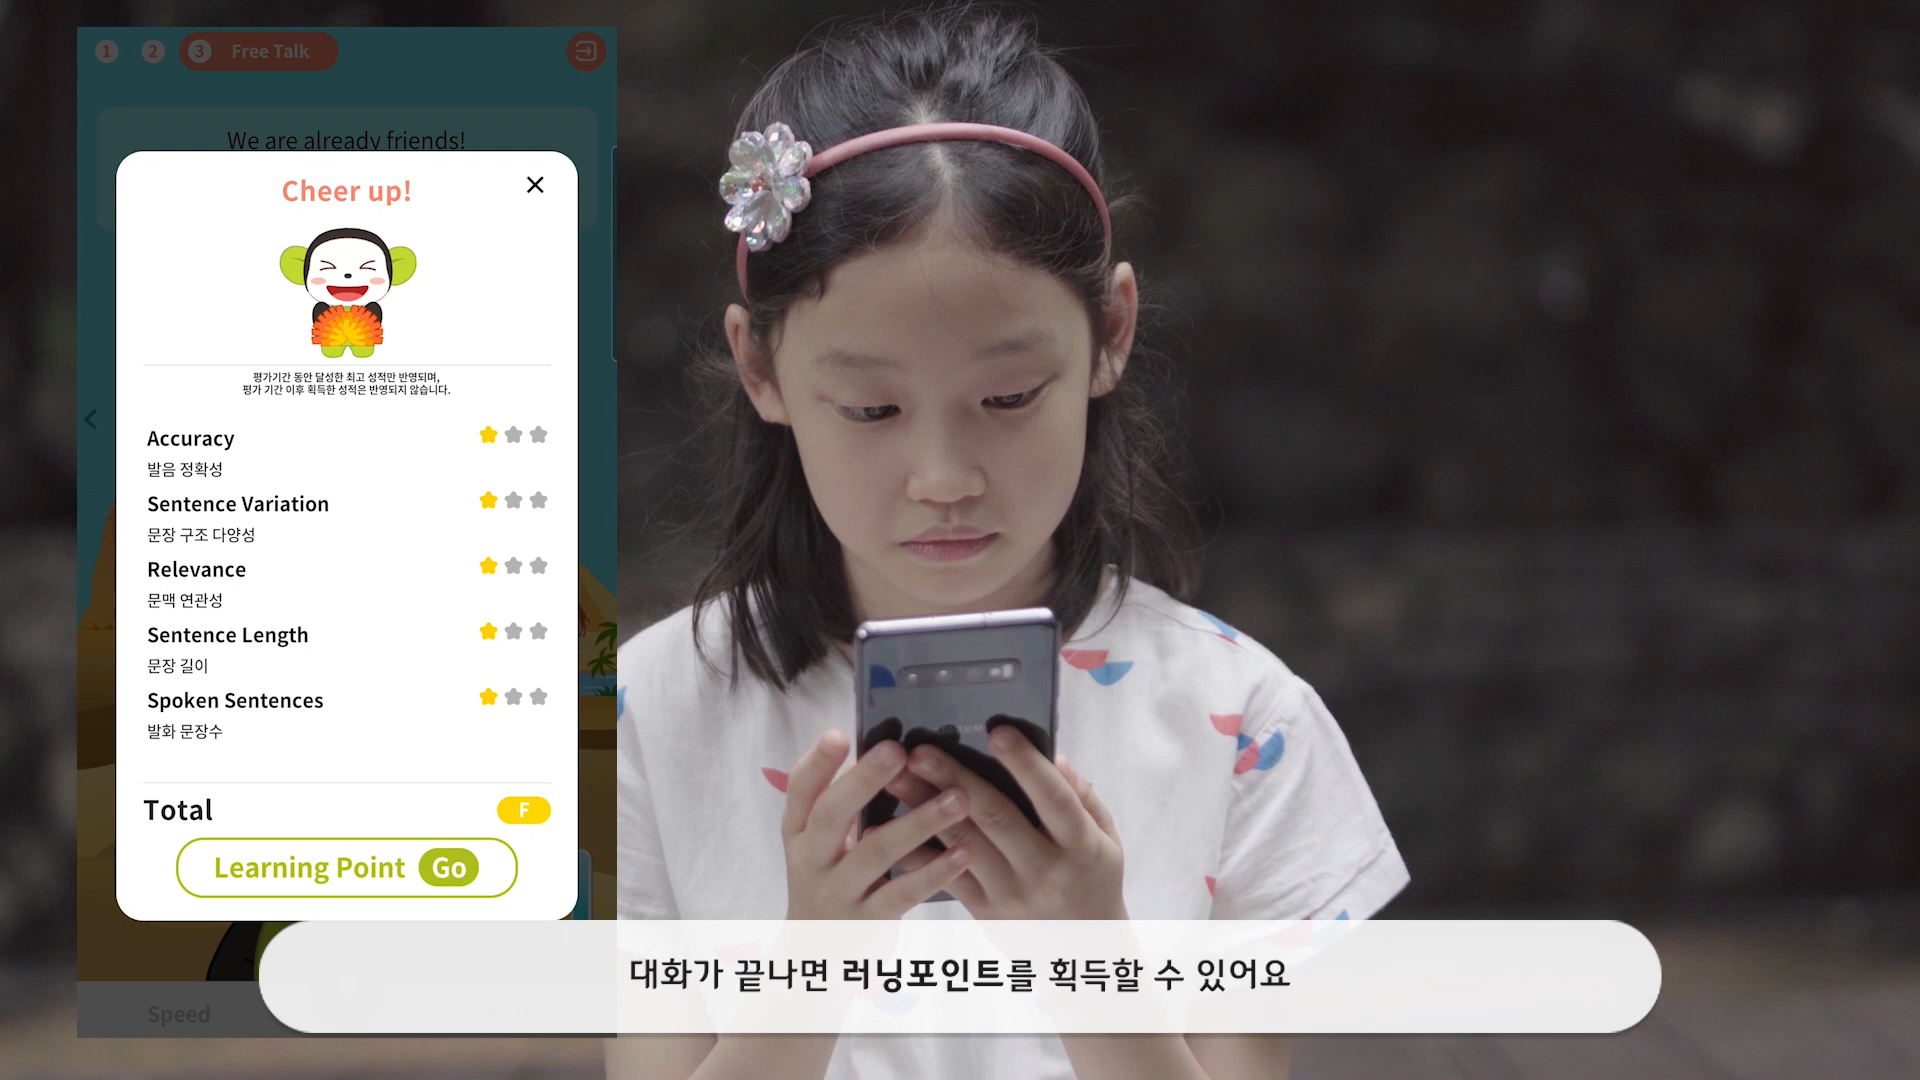 1 2 3 Free Talk
We are already friends!
Cheer up!
평가기간 동안 달성한 최고 성적만 반영되며,
평가 기간 이후 획득한 성적은 반영되지 않습니다.
Accuracy
발음 정확성
Sentence Variation
문장 구조 다양성
Relevance
문맥 연관성
Sentence Length
문장 길이
Spoken Sentences
발화 문장수
Total F
Learning Point Go
Speed
대화가 끝나면 러닝포인트를 획득할 수 있어요